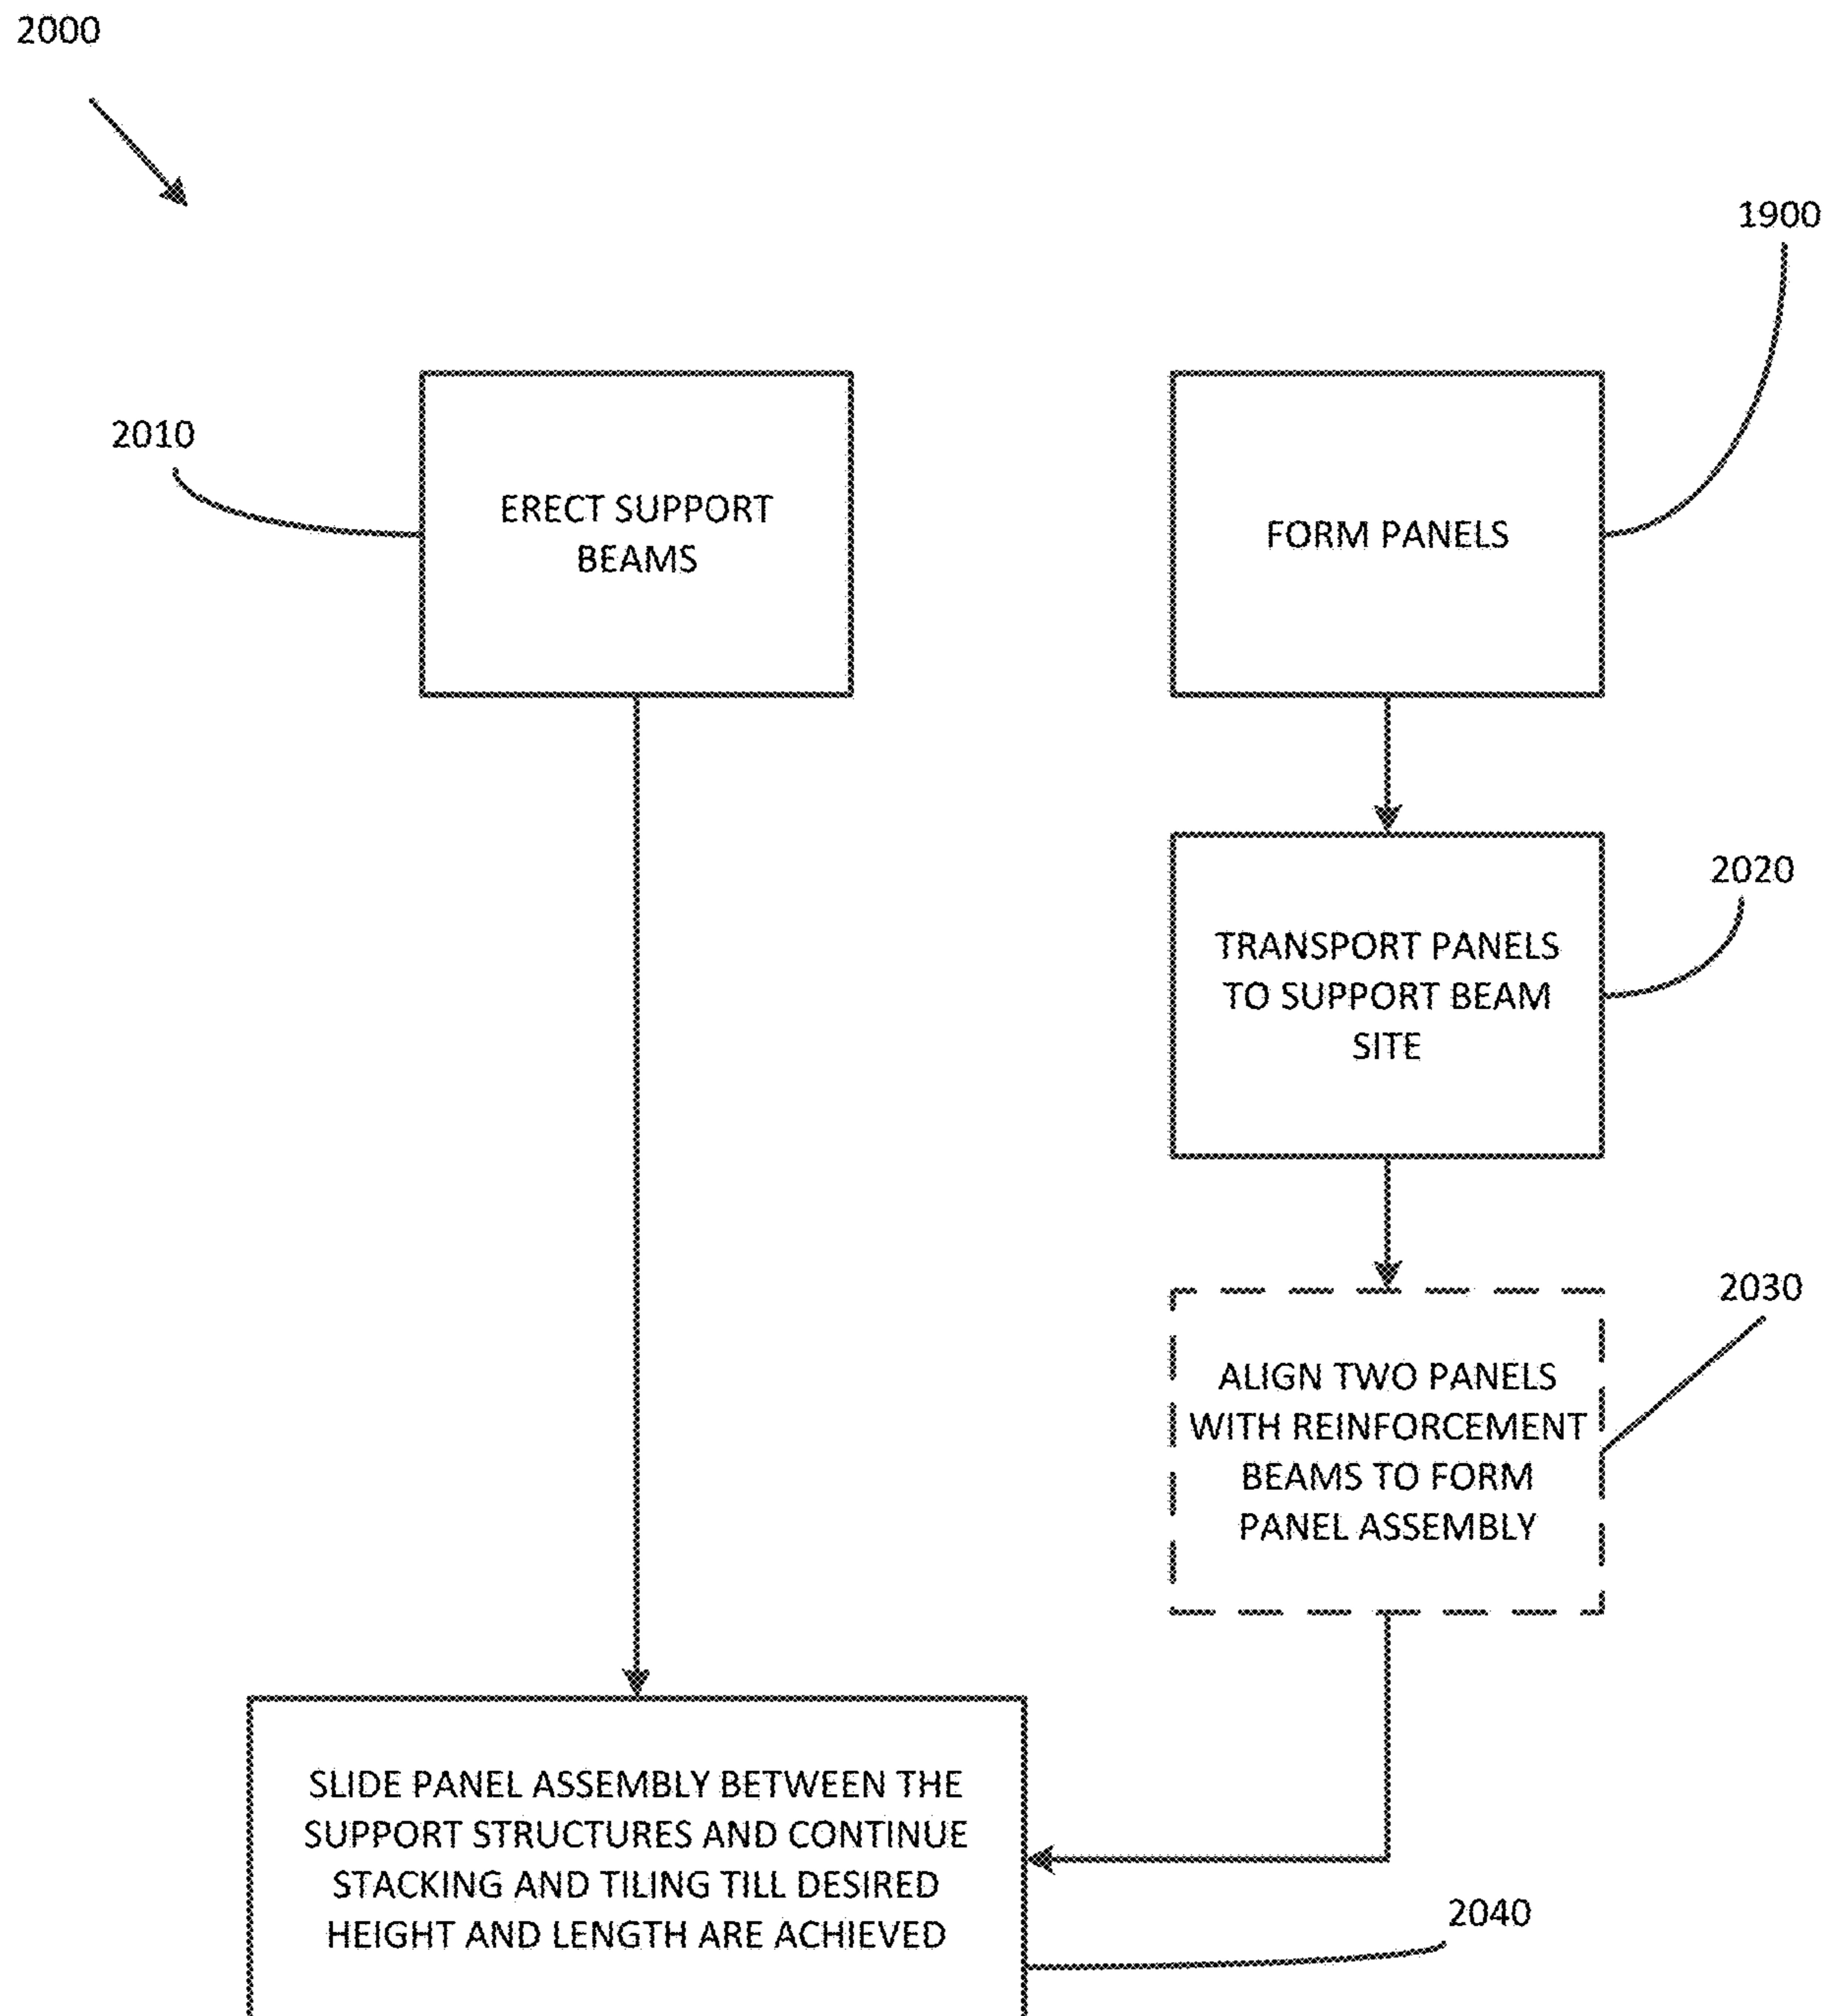 2000
1900
2010
ERECT SUPPORT
BEAMS
FORM PANELS
2020
TRANSPORT PANELS
TO SUPPORT BEAM
SITE
2030
ALIGN TWO PANELS
WITH REINFORCEMENT
BEAMS TO FORM
PANEL ASSEMBLY
SLIDE PANEL ASSEMBLY BETWEEN THE
SUPPORT STRUCTURES AND CONTINUE
STACKING AND TILING TILL DESIRED
HEIGHT AND LENGTH ARE ACHIEVED
2040